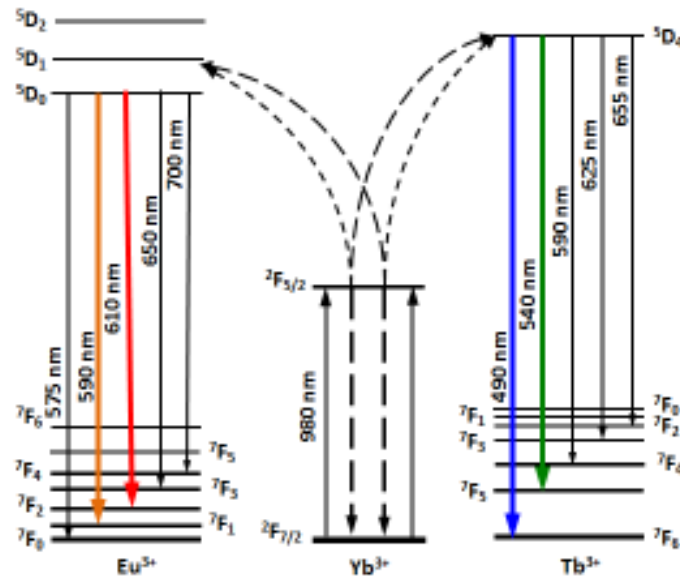 ⁵D₂
⁵D₁
⁵D₀
575 nm
590 nm
610 nm
650 nm
700 nm
⁷F₆
⁷F₅
⁷F₄
⁷F₃
⁷F₂
⁷F₁
⁷F₀
Eu³⁺
²F₅/₂
980 nm
²F₇/₂
Yb³⁺
⁵D₄
490 nm
540 nm
590 nm
625 nm
655 nm
⁷F₀
⁷F₁
⁷F₂
⁷F₃
⁷F₄
⁷F₅
⁷F₆
Tb³⁺